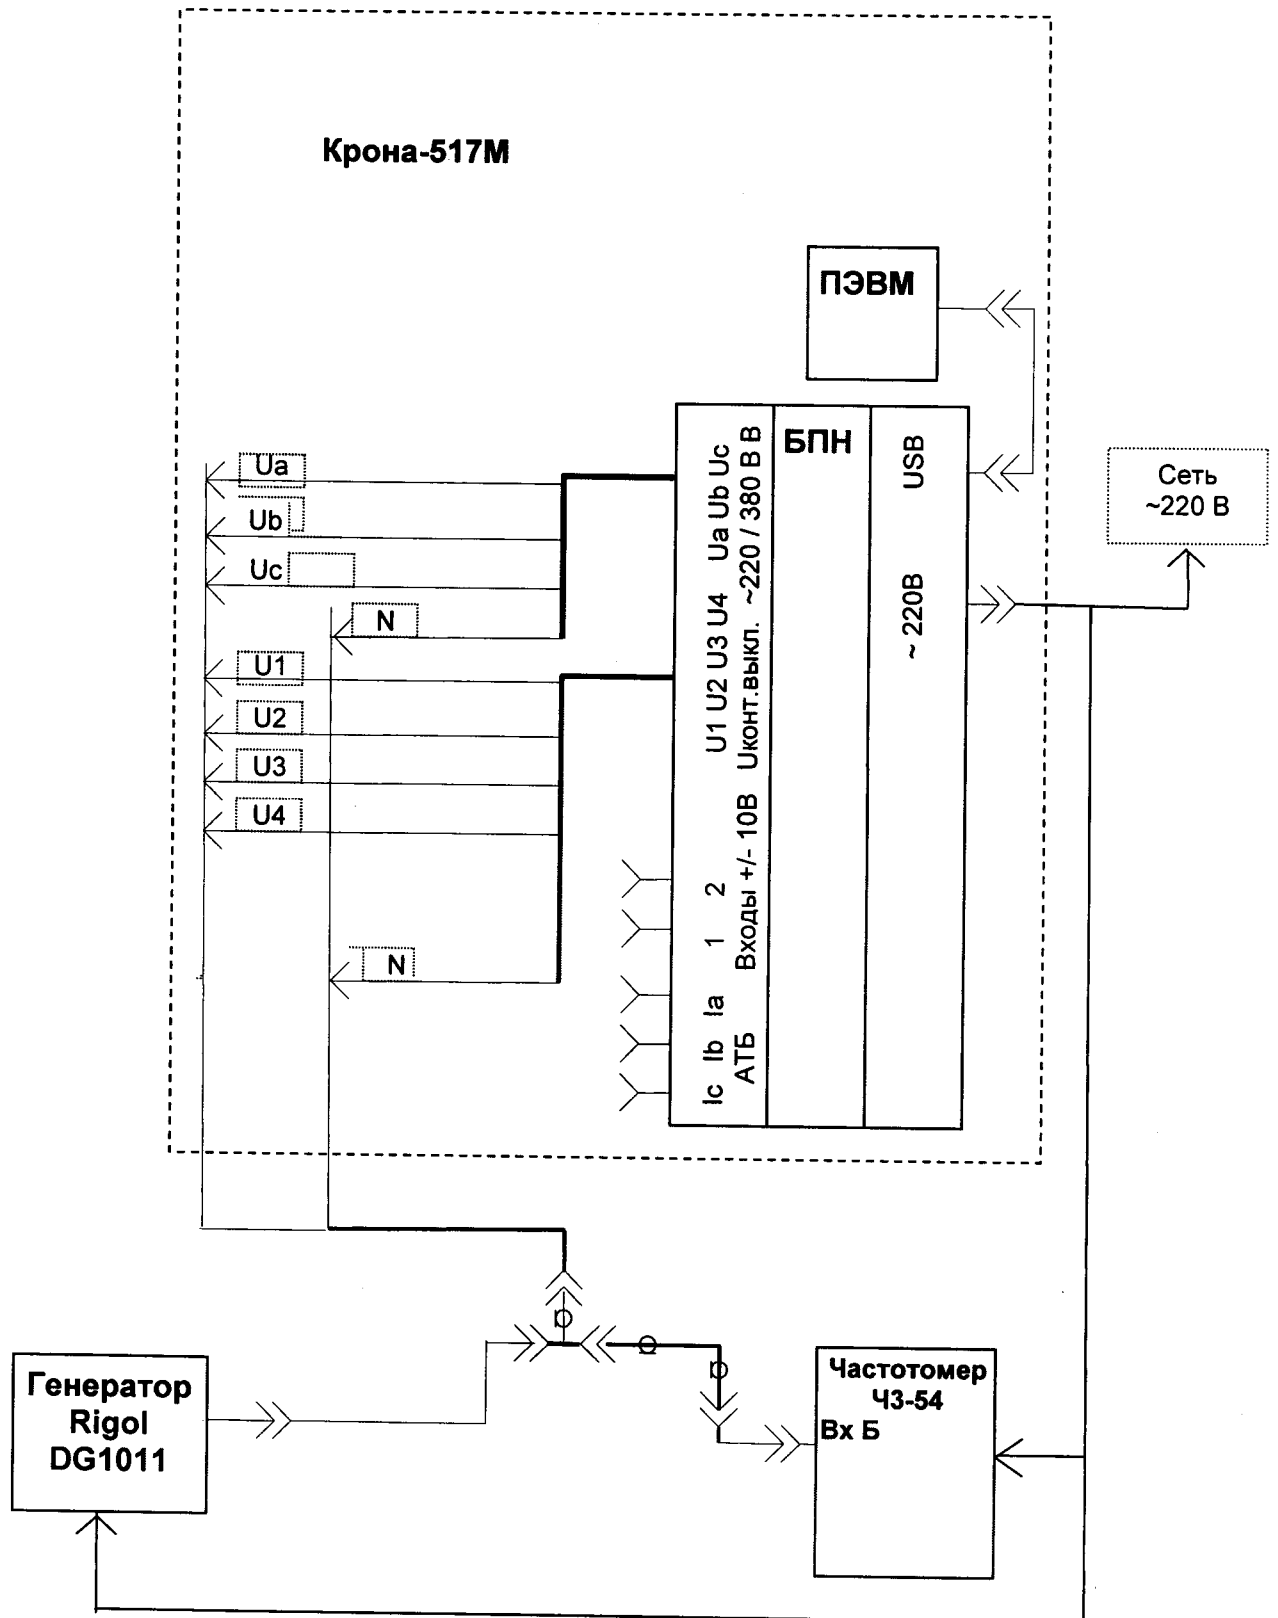 Крона-517М
ПЭВМ
БПН
USB
~ 220В
Ua Ub Uc
~220 / 380 В В
U1 U2 U3 U4
Uконт.выкл.
1 2
Входы +/- 10В
Ic Ib Ia
АТБ
Сеть
~220 В
Ua
Ub
Uc
N
U1
U2
U3
U4
N
Генератор
Rigol
DG1011
Частотомер
Ч3-54
Вх Б